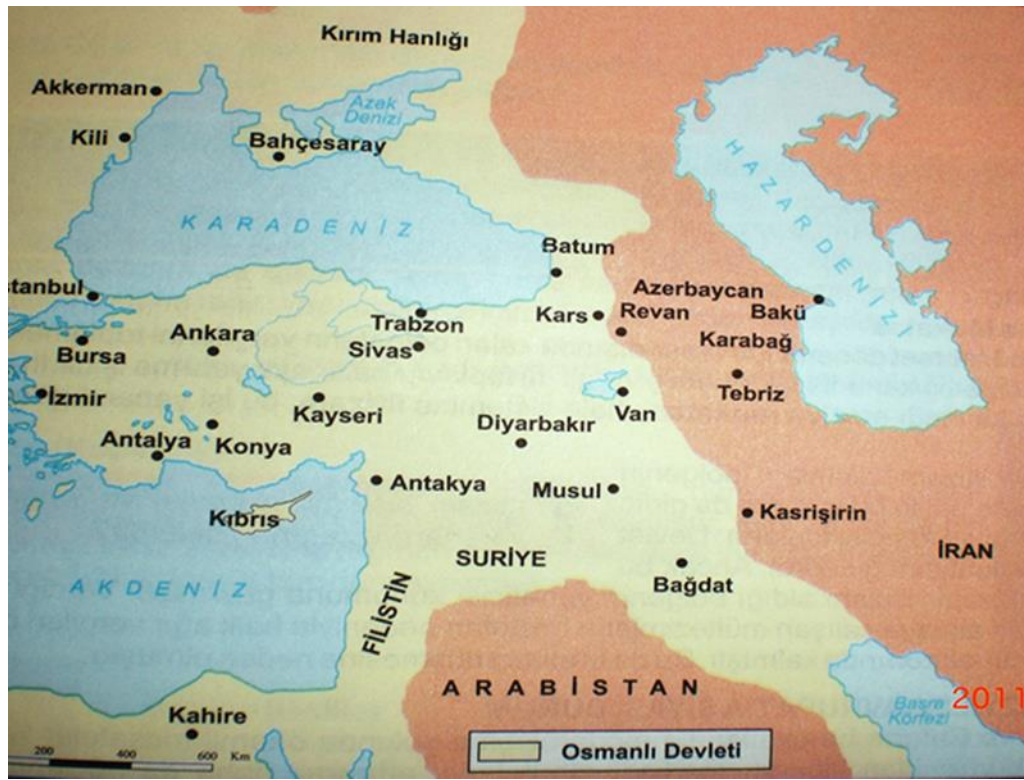 Kırım Hanlığı
Akkerman
Azak
Denizi
Kili
Bahçesaray
HAZAR DENİZ
KARADENİZ
Batum
stanbul
Azerbaycan
Bakü
Trabzon
Kars
Revan
Ankara
Karabağ
Bursa
Sivas
Tebriz
İzmir
Kayseri
Van
Diyarbakır
Antalya
Konya
Antakya
Musul
Kıbrıs
Kasrışirin
SURİYE
İRAN
AKDENİZ
Bağdat
FİLİSTİN
ARABİSTAN
Basra
Körfezi
2011
Kahire
200 400 600 Km
Osmanlı Devleti